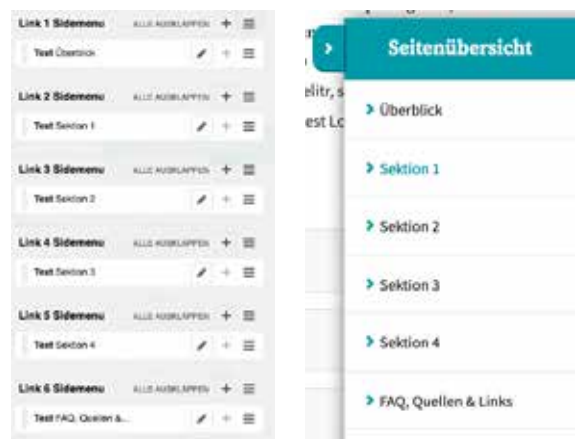 Link 1 Sidemenu ALLE AUSKLAPPEN
Text Überblick
Link 2 Sidemenu ALLE AUSKLAPPEN
Text Sektion 1
Link 3 Sidemenu ALLE AUSKLAPPEN
Text Sektion 2
Link 4 Sidemenu ALLE AUSKLAPPEN
Text Sektion 3
Link 5 Sidemenu ALLE AUSKLAPPEN
Text Sektion 4
Link 6 Sidemenu ALLE AUSKLAPPEN
Text FAQ, Quellen &...
elitr, s
est Lo
Seitenübersicht
Überblick
Sektion 1
Sektion 2
Sektion 3
Sektion 4
FAQ, Quellen & Links